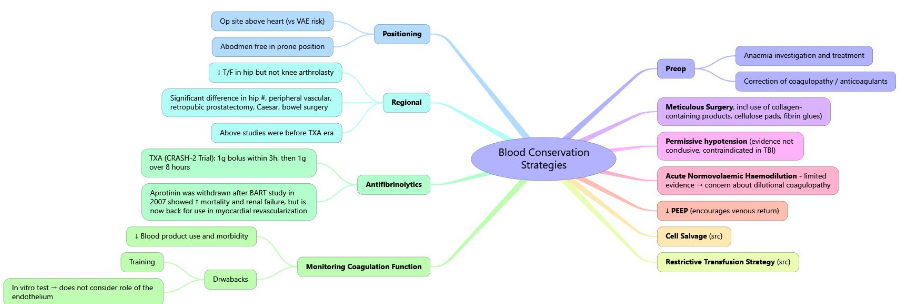 Op site above heart (vs VAE risk)
Abdomen free in prone position
Positioning
↓ T/F in hip but not knee arthrolasty
Significant difference in hip #, peripheral vascular,
retropubic prostatectomy, Caesar, bowel surgery
Above studies were before TXA era
Regional
TXA (CRASH-2 Trial): 1g bolus within 3h, then 1g
over 8 hours
Aprotinin was withdrawn after BART study in
2007 showed ↑ mortality and renal failure, but is
now back for use in myocardial revascularization
Antifibrinolytics
↓ Blood product use and morbidity
Training
In vitro test → does not consider role of the
endothelium
Drwabacks
Monitoring Coagulation Function
Blood Conservation
Strategies
Preop
Anaemia investigation and treatment
Correction of coagulopathy / anticoagulants
Meticulous Surgery, incl use of collagen-
containing products, cellulose pads, fibrin glues)
Permissive hypotension (evidence not
conclusive, contraindicated in TBI)
Acute Normovolaemic Haemodilution - limited
evidence → concern about dilutional coagulopathy
↓ PEEP (encourages venous return)
Cell Salvage (src)
Restrictive Transfusion Strategy (src)